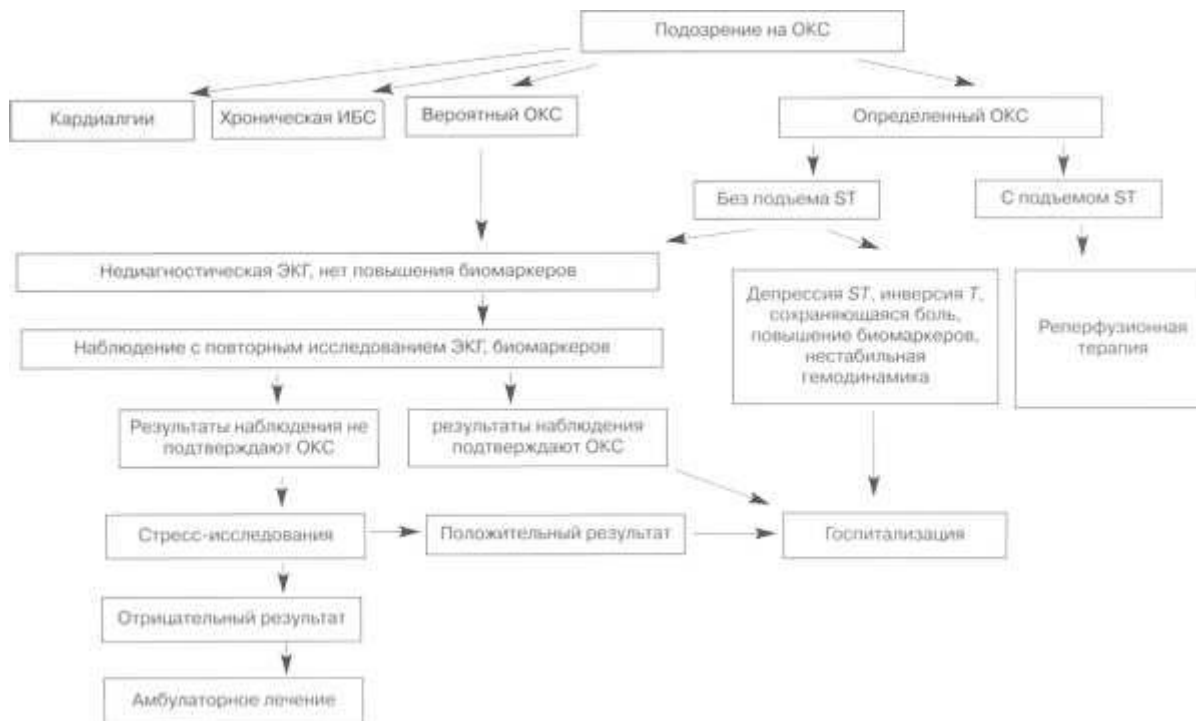 Подозрение на ОКС
Кардиалгии
Хроническая ИБС
Вероятный ОКС
Определенный ОКС
Без подъема ST
С подъемом ST
Недиагностическая ЭКГ, нет повышения биомаркеров
Депрессия ST, инверсия T,
сохраняющаяся боль,
повышение биомаркеров,
нестабильная
гемодинамика
Реперфузионная
терапия
Наблюдение с повторным исследованием ЭКГ, биомаркеров
Результаты наблюдения не
подтверждают ОКС
результаты наблюдения
подтверждают ОКС
Стресс-исследования
Положительный результат
Госпитализация
Отрицательный результат
Амбулаторное лечение